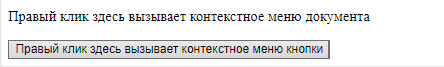 Правый клик здесь вызывает контекстное меню документа
Правый клик здесь вызывает контекстное меню кнопки